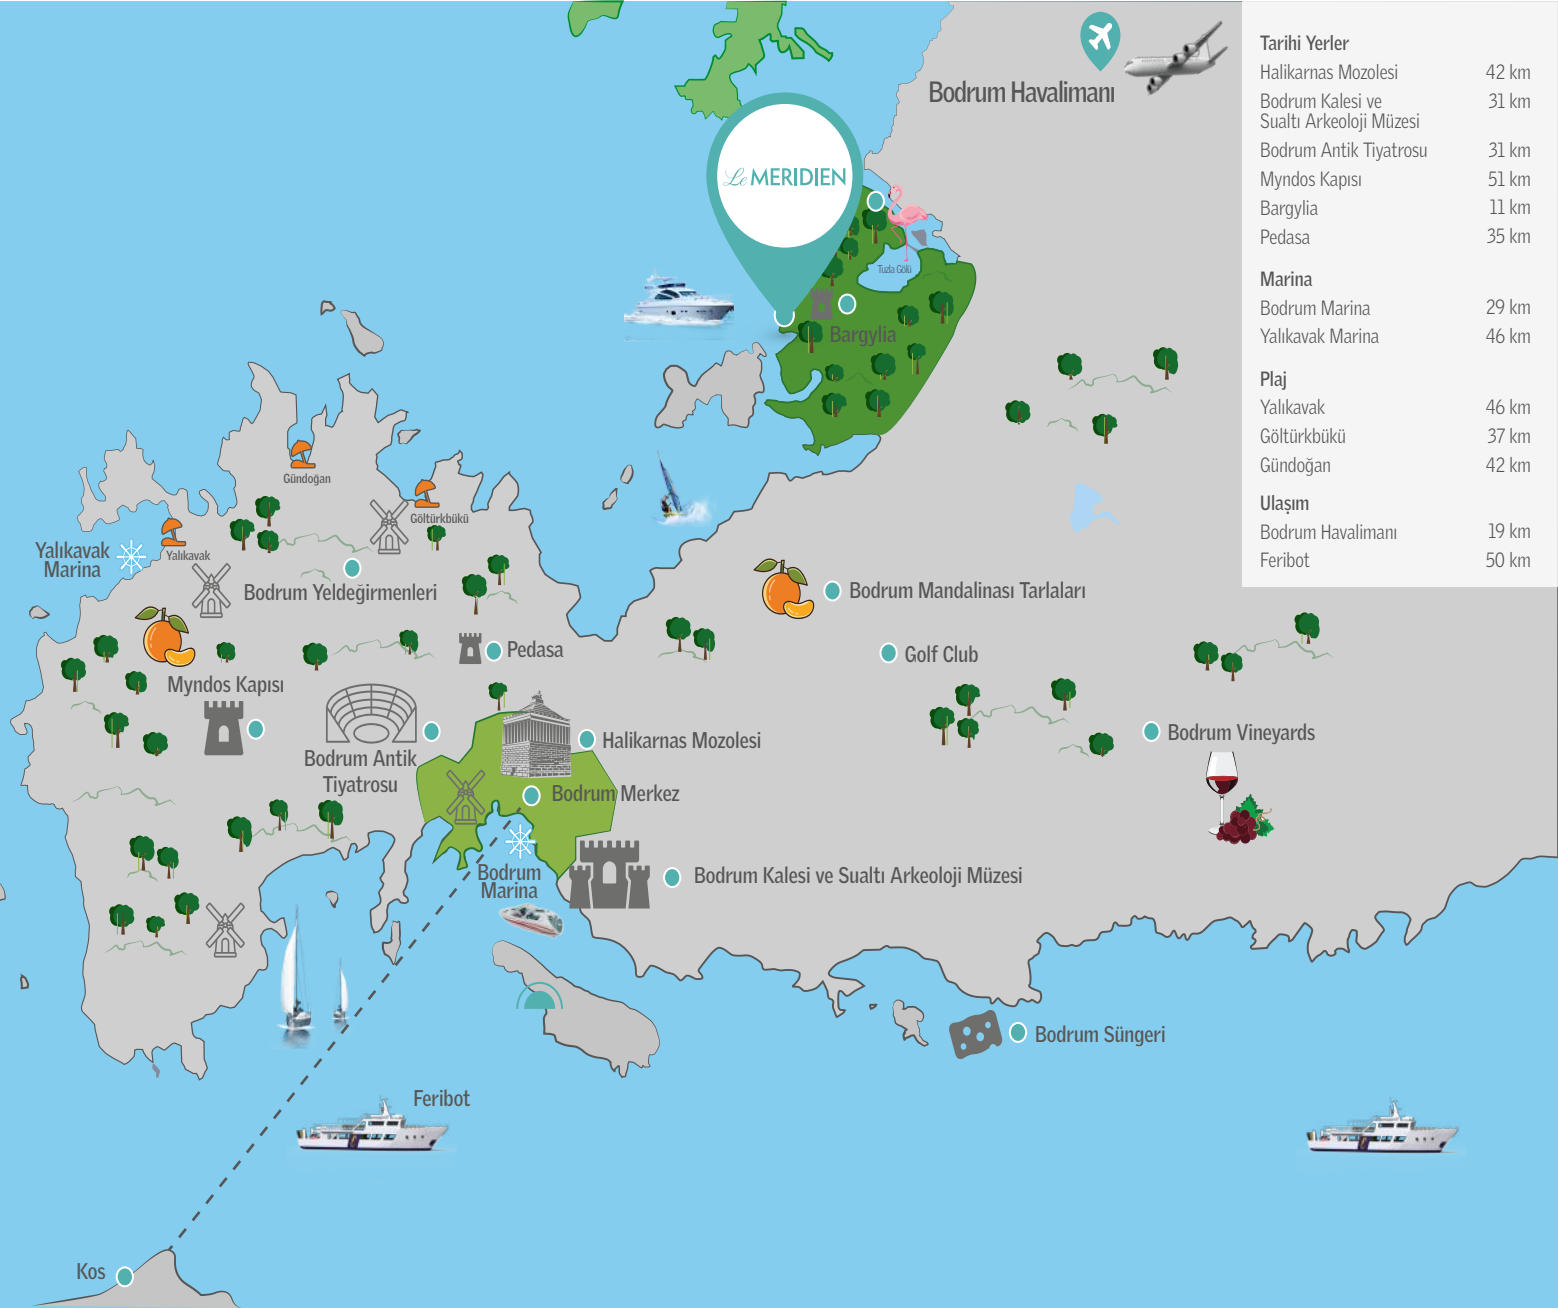 Bodrum Havalimanı
Le MERIDIEN
Tuzla Gölü
Bargylia
Gündoğan
Göltürkbükü
Yalıkavak
Marina
Yalıkavak
Bodrum Yeldeğirmenleri
Bodrum Mandalinası Tarlaları
Pedasa
Golf Club
Myndos Kapısı
Bodrum Antik
Tiyatrosu
Halikarnas Mozolesi
Bodrum Vineyards
Bodrum Merkez
Bodrum
Marina
Bodrum Kalesi ve Sualtı Arkeoloji Müzesi
Bodrum Süngeri
Feribot
Kos
Tarihi Yerler
Halikarnas Mozolesi 42 km
Bodrum Kalesi ve 31 km
Sualtı Arkeoloji Müzesi
Bodrum Antik Tiyatrosu 31 km
Myndos Kapısı 51 km
Bargylia 11 km
Pedasa 35 km
Marina
Bodrum Marina 29 km
Yalıkavak Marina 46 km
Plaj
Yalıkavak 46 km
Göltürkbükü 37 km
Gündoğan 42 km
Ulaşım
Bodrum Havalimanı 19 km
Feribot 50 km